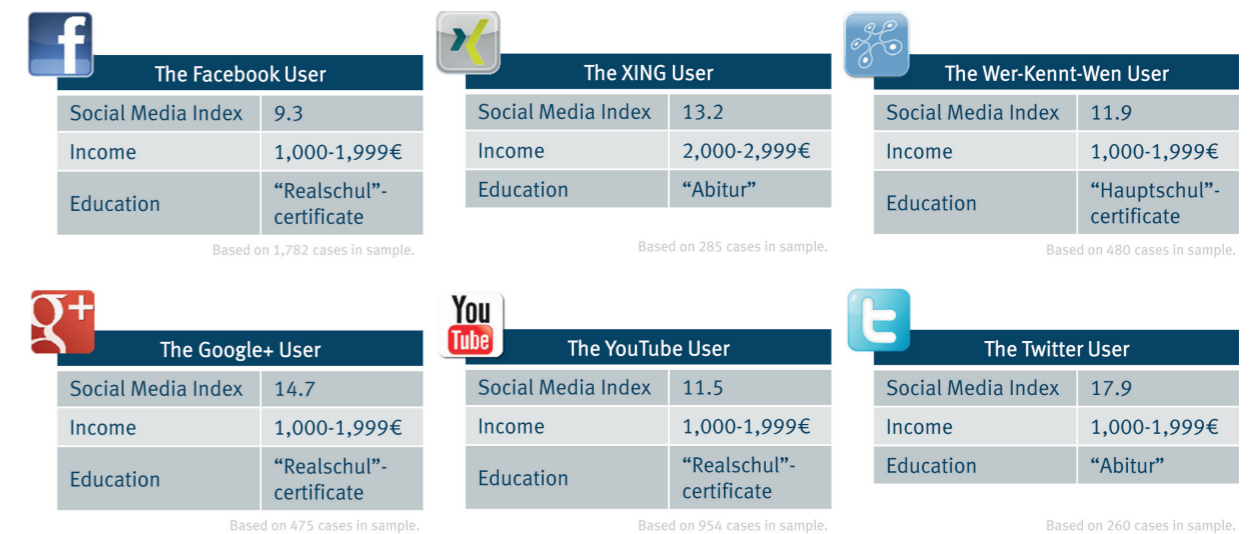 The Facebook User
Social Media Index 9.3
Income 1,000-1,999€
Education “Realschul”-
certificate
Based on 1,782 cases in sample.
The XING User
Social Media Index 13.2
Income 2,000-2,999€
Education “Abitur”
Based on 285 cases in sample.
The Wer-Kennt-Wen User
Social Media Index 11.9
Income 1,000-1,999€
Education “Hauptschul”-
certificate
Based on 480 cases in sample.
g+
The Google+ User
Social Media Index 14.7
Income 1,000-1,999€
Education “Realschul”-
certificate
Based on 475 cases in sample.
You
Tube
The YouTube User
Social Media Index 11.5
Income 1,000-1,999€
Education “Realschul”-
certificate
Based on 954 cases in sample.
t
The Twitter User
Social Media Index 17.9
Income 1,000-1,999€
Education “Abitur”
Based on 260 cases in sample.